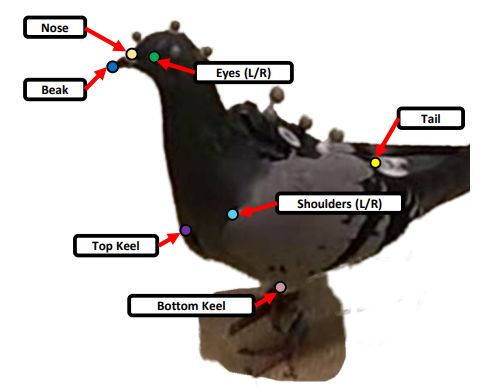 Nose
Beak
Eyes (L/R)
Tail
Shoulders (L/R)
Top Keel
Bottom Keel